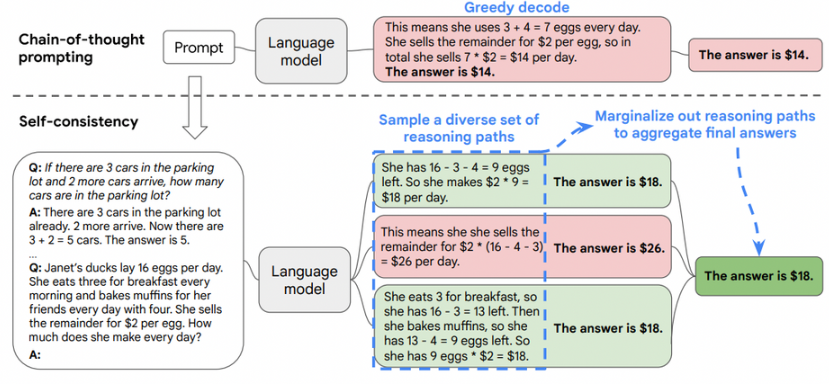 Greedy decode
Chain-of-thought
prompting
Prompt
Language
model
This means she uses 3 + 4 = 7 eggs every day.
She sells the remainder for $2 per egg, so in
total she sells 7 * $2 = $14 per day.
The answer is $14.
The answer is $14.
Self-consistency
Sample a diverse set of
reasoning paths
Marginalize out reasoning paths
to aggregate final answers
Q: If there are 3 cars in the parking
lot and 2 more cars arrive, how many
cars are in the parking lot?
A: There are 3 cars in the parking lot
already. 2 more arrive. Now there are
3 + 2 = 5 cars. The answer is 5.
...
Q: Janet's ducks lay 16 eggs per day.
She eats three for breakfast every
morning and bakes muffins for her
friends every day with four. She sells
the remainder for $2 per egg. How
much does she make every day?
A:
Language
model
She has 16 - 3 - 4 = 9 eggs
left. So she makes $2 * 9 =
$18 per day.
The answer is $18.
This means she she sells the
remainder for $2 * (16 - 4 - 3)
= $26 per day.
The answer is $26.
She eats 3 for breakfast, so
she has 16 - 3 = 13 left. Then
she bakes muffins, so she
has 13 - 4 = 9 eggs left. So
she has 9 eggs * $2 = $18.
The answer is $18.
The answer is $18.